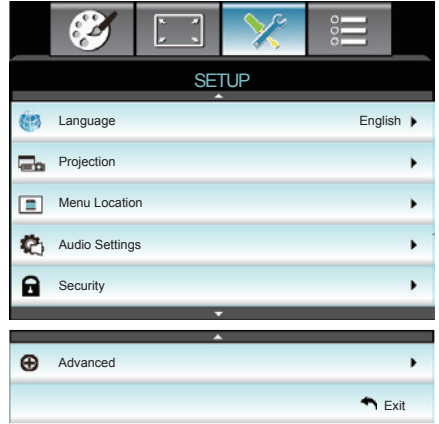 SETUP
Language English
Projection
Menu Location
Audio Settings
Security
Advanced
Exit